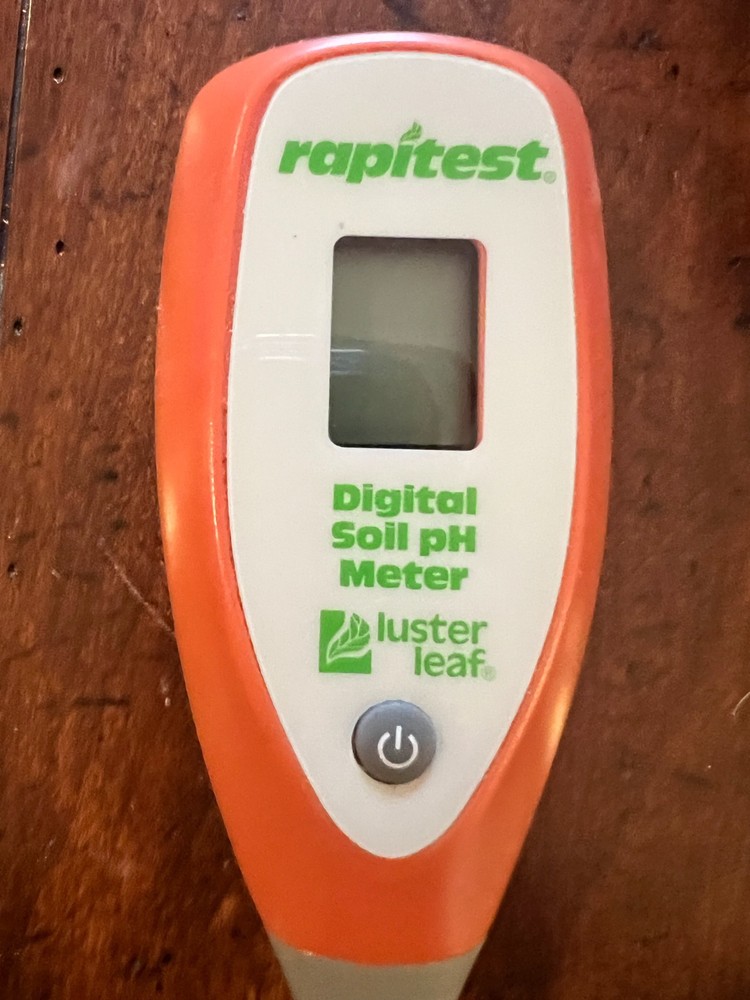 rapitest®
Digital
Soil pH
Meter
luster
leaf®